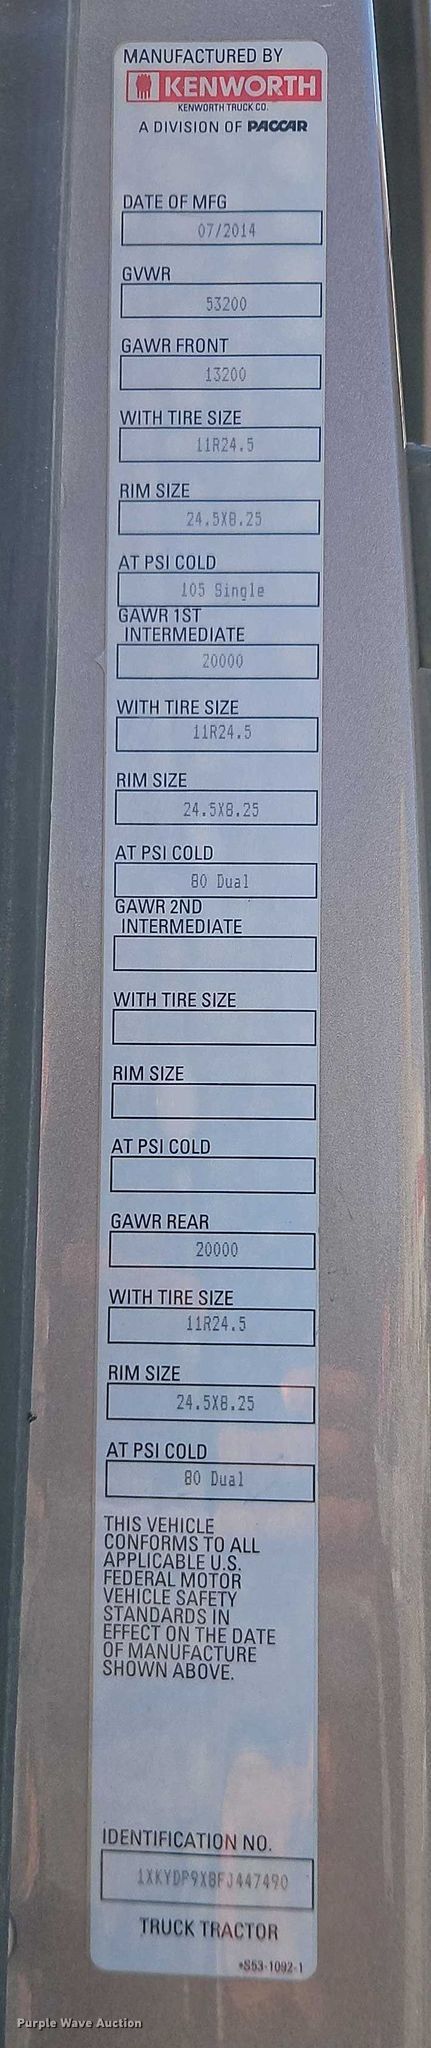 MANUFACTURED BY
KENWORTH
KENWORTH TRUCK CO.
A DIVISION OF PACCAR
DATE OF MFG
07/2014
GVWR
53200
GAWR FRONT
13200
WITH TIRE SIZE
11R24.5
RIM SIZE
24.5X8.25
AT PSI COLD
105 Single
GAWR 1ST
INTERMEDIATE
20000
WITH TIRE SIZE
11R24.5
RIM SIZE
24.5X8.25
AT PSI COLD
80 Dual
GAWR 2ND
INTERMEDIATE
WITH TIRE SIZE
RIM SIZE
AT PSI COLD
GAWR REAR
20000
WITH TIRE SIZE
11R24.5
RIM SIZE
24.5X8.25
AT PSI COLD
80 Dual
THIS VEHICLE
CONFORMS TO ALL
APPLICABLE U.S.
FEDERAL MOTOR
VEHICLE SAFETY
STANDARDS IN
EFFECT ON THE DATE
OF MANUFACTURE
SHOWN ABOVE.
IDENTIFICATION NO.
1XKYDP9XBFJ447490
TRUCK TRACTOR
*S53-1092-1
Purple Wave Auction